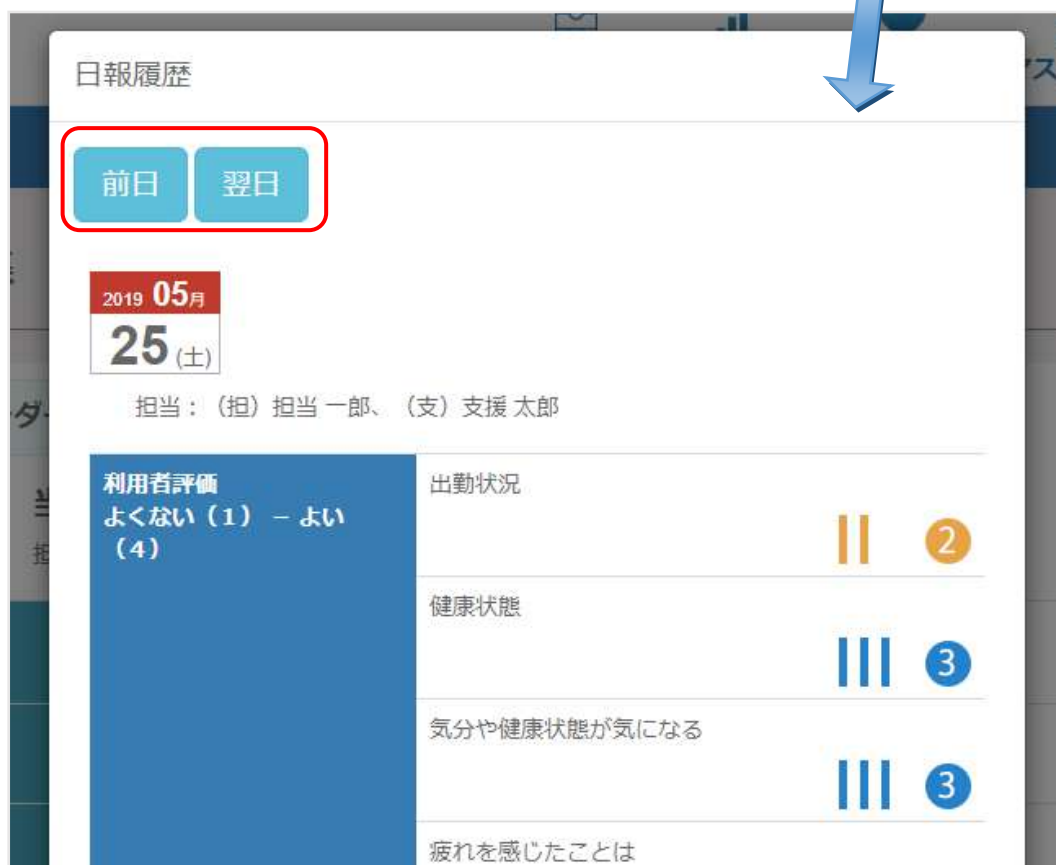 日報履歴
前日 翌日
2019 05月
25 (土)
担当：（担）担当 一郎、（支）支援 太郎
利用者評価
よくない（1） – よい
（4）
出勤状況
2
健康状態
3
気分や健康状態が気になる
3
疲れを感じたことは